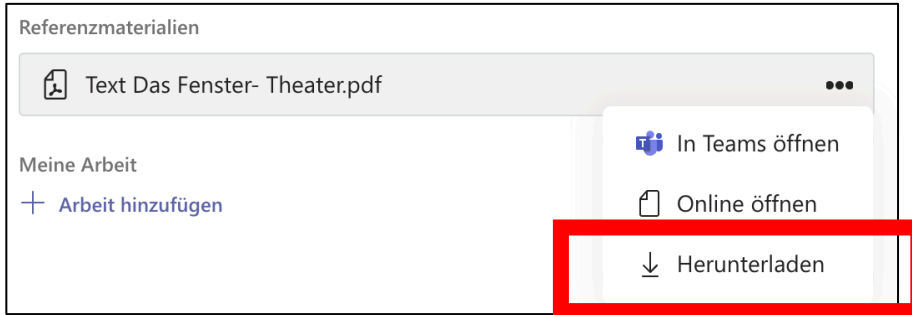 Referenzmaterialien
Text Das Fenster- Theater.pdf
In Teams öffnen
Meine Arbeit
Arbeit hinzufügen
Online öffnen
Herunterladen